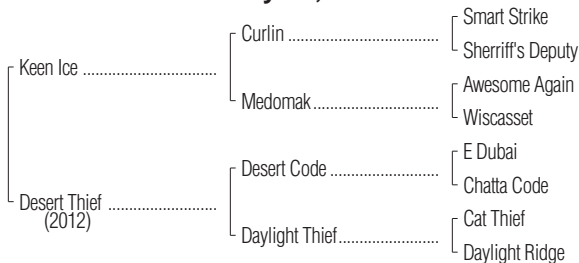 Smart Strike
Curlin
Sherriff's Deputy
Keen Ice
Awesome Again
Medomak
Wiscasset
E Dubai
Desert Code
Chatta Code
Desert Thief
(2012)
Cat Thief
Daylight Thief
Daylight Ridge